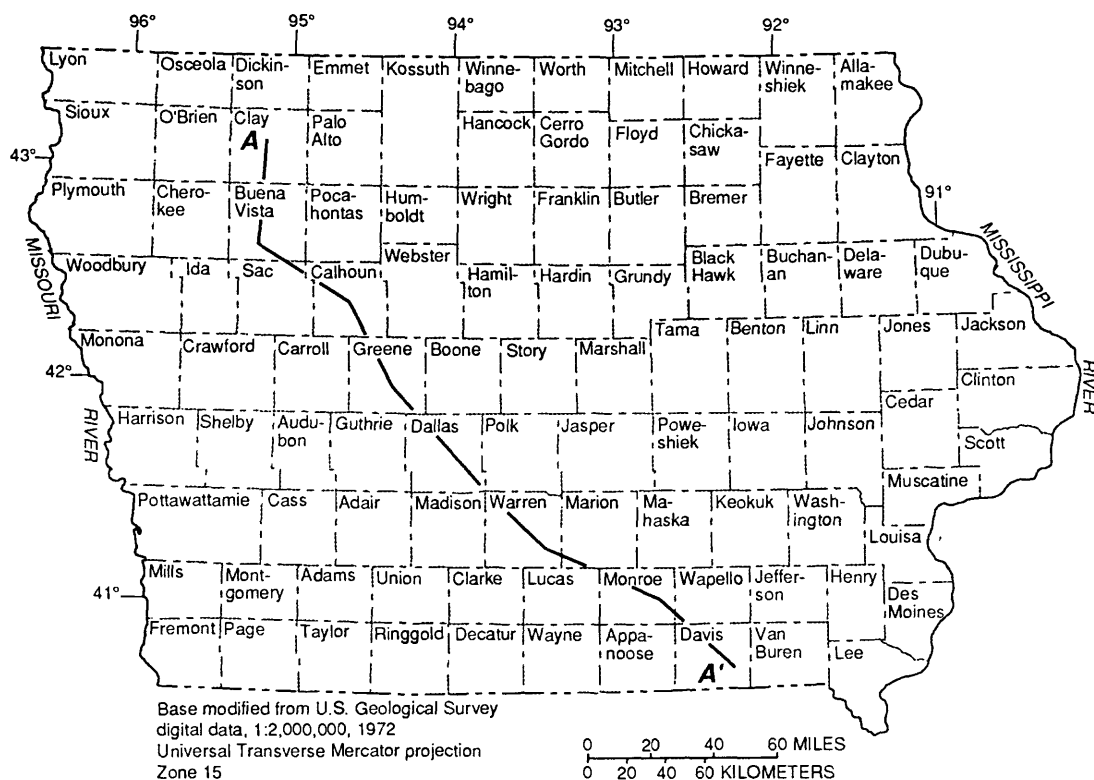 96° 95° 94° 93° 92°
Lyon Osceola Dickin-
son Emmet Kossuth Winne-
bago Worth Mitchell Howard Winne-
shiek Alla-
makee
Sioux O'Brien Clay Palo
Alto Hancock Cerro
Gordo Floyd Chicka-
saw Fayette Clayton
A
43°
91°
Plymouth Chero-
kee Buena
Vista Poca-
hontas Hum-
boldt Wright Franklin Butler Bremer
MISSOURI
MISSISSIPPI
Woodbury Ida Sac Calhoun Webster Hamil-
ton Hardin Grundy Black
Hawk Buchan-
an Dela-
ware Dubu-
que
42°
Monona Crawford Carroll Greene Boone Story Marshall Tama Benton Linn Jones Jackson
Clinton
RIVER
RIVER
Harrison Shelby Audu-
bon Guthrie Dallas Polk Jasper Powe-
shiek Iowa Johnson Cedar
Scott
Muscatine
Pottawattamie Cass Adair Madison Warren Marion Ma-
haska Keokuk Wash-
ington
Louisa
41°
Mills Mont-
gomery Adams Union Clarke Lucas Monroe Wapello Jeffer-
son Henry Des
Moines
Fremont Page Taylor Ringgold Decatur Wayne Appa-
noose Davis Van
Buren Lee
A'
Base modified from U.S. Geological Survey
digital data, 1:2,000,000, 1972
Universal Transverse Mercator projection
Zone 15
0 20 40 60 MILES
0 20 40 60 KILOMETERS